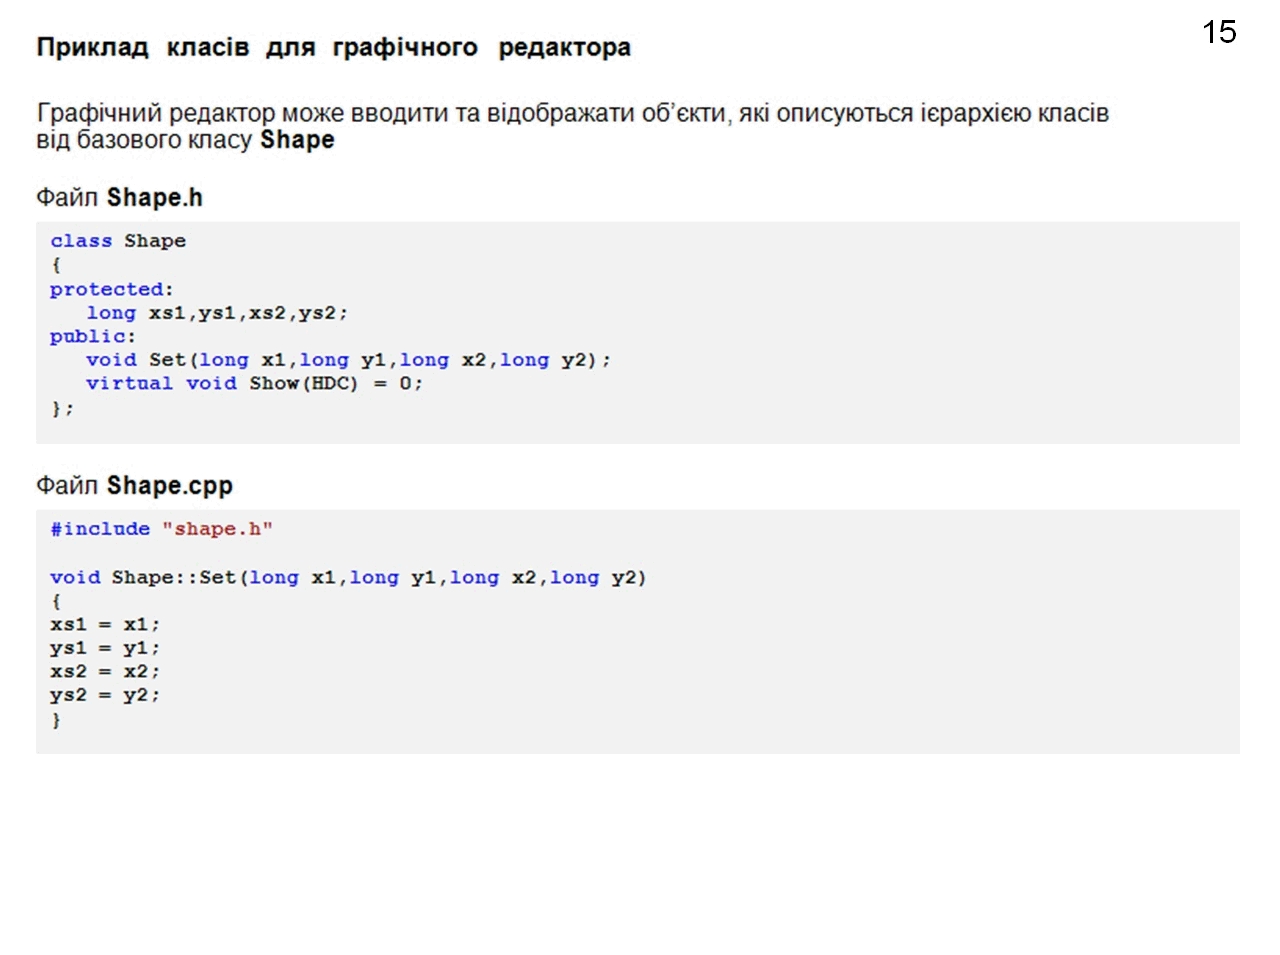 15
Приклад класів для графічного редактора
Графічний редактор може вводити та відображати об’єкти, які описуються ієрархією класів
від базового класу Shape
Файл Shape.h
class Shape
{
protected:
long xs1,ys1,xs2,ys2;
public:
void Set(long x1,long y1,long x2,long y2);
virtual void Show(HDC) = 0;
};
Файл Shape.cpp
#include "shape.h"
void Shape::Set(long x1,long y1,long x2,long y2)
{
xs1 = x1;
ys1 = y1;
xs2 = x2;
ys2 = y2;
}